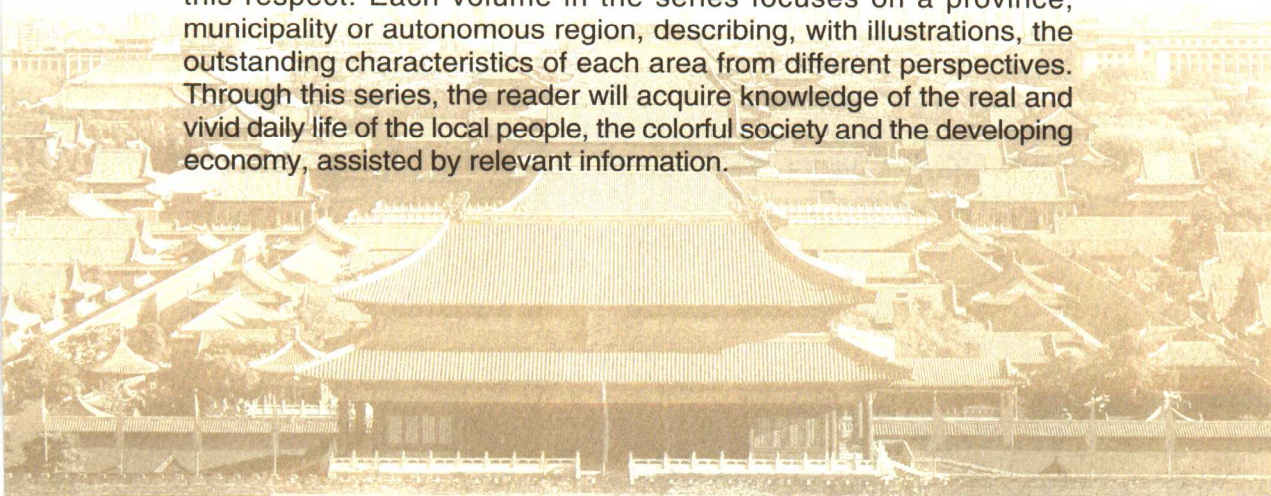 this respect. Each volume in the series focuses on a province,
municipality or autonomous region, describing, with illustrations, the
outstanding characteristics of each area from different perspectives.
Through this series, the reader will acquire knowledge of the real and
vivid daily life of the local people, the colorful society and the developing
economy, assisted by relevant information.